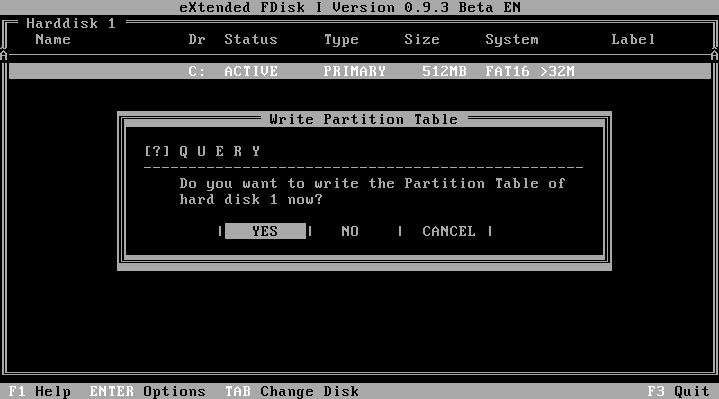 eXtended FDisk I Version 0.9.3 Beta EN
Harddisk 1
Name Dr Status Type Size System Label
C: ACTIVE PRIMARY 512MB FAT16 >32M
Write Partition Table
[?] Q U E R Y
Do you want to write the Partition Table of
hard disk 1 now?
| YES | NO | CANCEL |
F1 Help ENTER Options TAB Change Disk F3 Quit